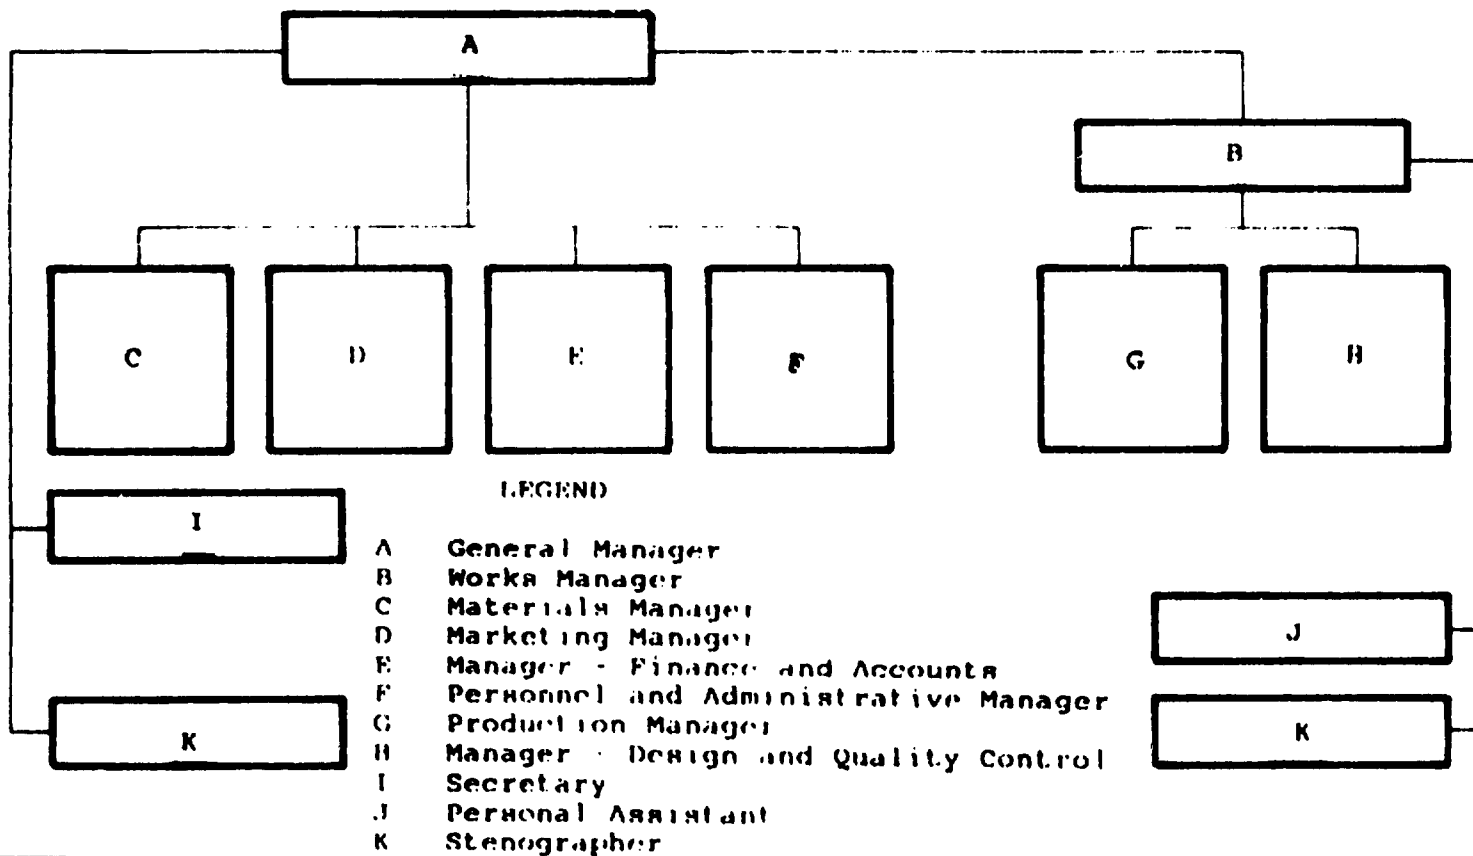 A
B
C D E F G H
LEGEND
I
A General Manager
B Works Manager
C Materials Manager
D Marketing Manager
E Manager - Finance and Accounts
F Personnel and Administrative Manager
G Production Manager
H Manager - Design and Quality Control
I Secretary
J Personal Assistant
K Stenographer
J
K
K